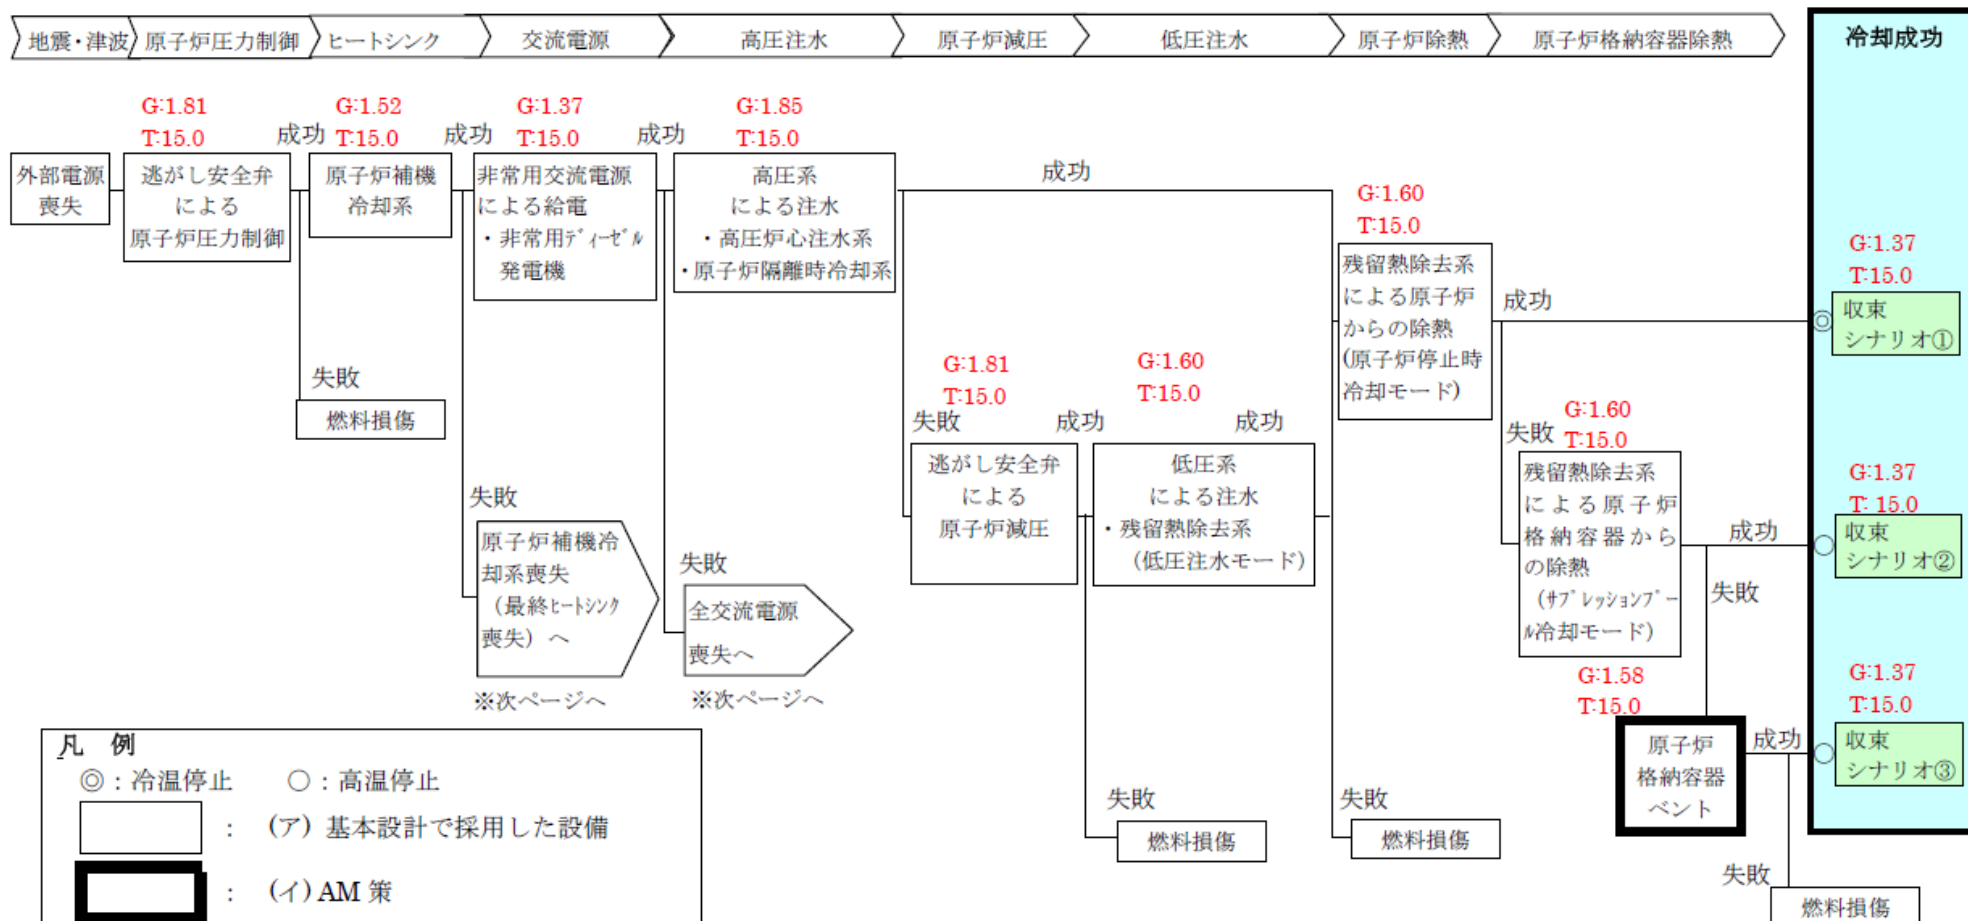 地震・津波
原子炉圧力制御
ヒートシンク
交流電源
高圧注水
原子炉減圧
低圧注水
原子炉除熱
原子炉格納容器除熱
冷却成功
外部電源
喪失
G:1.81
T:15.0
逃がし安全弁
による
原子炉圧力制御
成功
失敗
燃料損傷
G:1.52
T:15.0
原子炉補機
冷却系
成功
失敗
原子炉補機冷
却系喪失
(最終ヒートシンク
喪失)へ
※次ページへ
G:1.37
T:15.0
非常用交流電源
による給電
・非常用ディーゼル
発電機
成功
失敗
全交流電源
喪失へ
※次ページへ
G:1.85
T:15.0
高圧系
による注水
・高圧炉心注水系
・原子炉隔離時冷却系
成功
失敗
G:1.81
T:15.0
逃がし安全弁
による
原子炉減圧
成功
失敗
燃料損傷
G:1.60
T:15.0
低圧系
による注水
・残留熱除去系
(低圧注水モード)
成功
失敗
燃料損傷
G:1.60
T:15.0
残留熱除去系
による原子炉
からの除熱
(原子炉停止時
冷却モード)
成功
失敗
G:1.60
T:15.0
残留熱除去系
による原子炉
格納容器から
の除熱
(サプレッションプー
ル冷却モード)
成功
失敗
G:1.58
T:15.0
原子炉
格納容器
ベント
成功
失敗
燃料損傷
G:1.37
T:15.0
◎
収束
シナリオ①
G:1.37
T: 15.0
○
収束
シナリオ②
G:1.37
T:15.0
○
収束
シナリオ③
凡 例
◎:冷温停止 ○:高温停止
: (ア) 基本設計で採用した設備
: (イ) AM 策